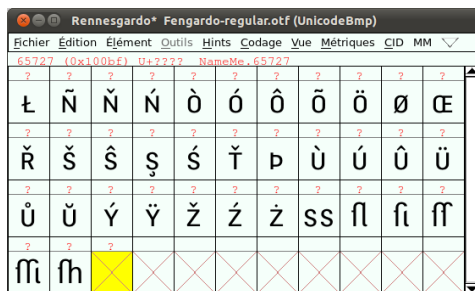 Rennesgardo* Fengardo-regular.otf (UnicodeBmp)
Fichier Édition Élément Outils Hints Codage Vue Métriques CID MM
65727 (0x100bf) U+???? NameMe.65727
? ? ? ? ? ? ? ? ? ? ?
Ł Ñ Ň Ń Ò Ó Ô Õ Ö Ø Œ
? ? ? ? ? ? ? ? ? ? ?
Ř Š Ŝ Ş Ś Ť Þ Ù Ú Û Ü
? ? ? ? ? ? ? ? ? ? ?
Ů Ŭ Ý Ÿ Ž Ź Ż SS fl fi ff
? ? ?
ffi fh